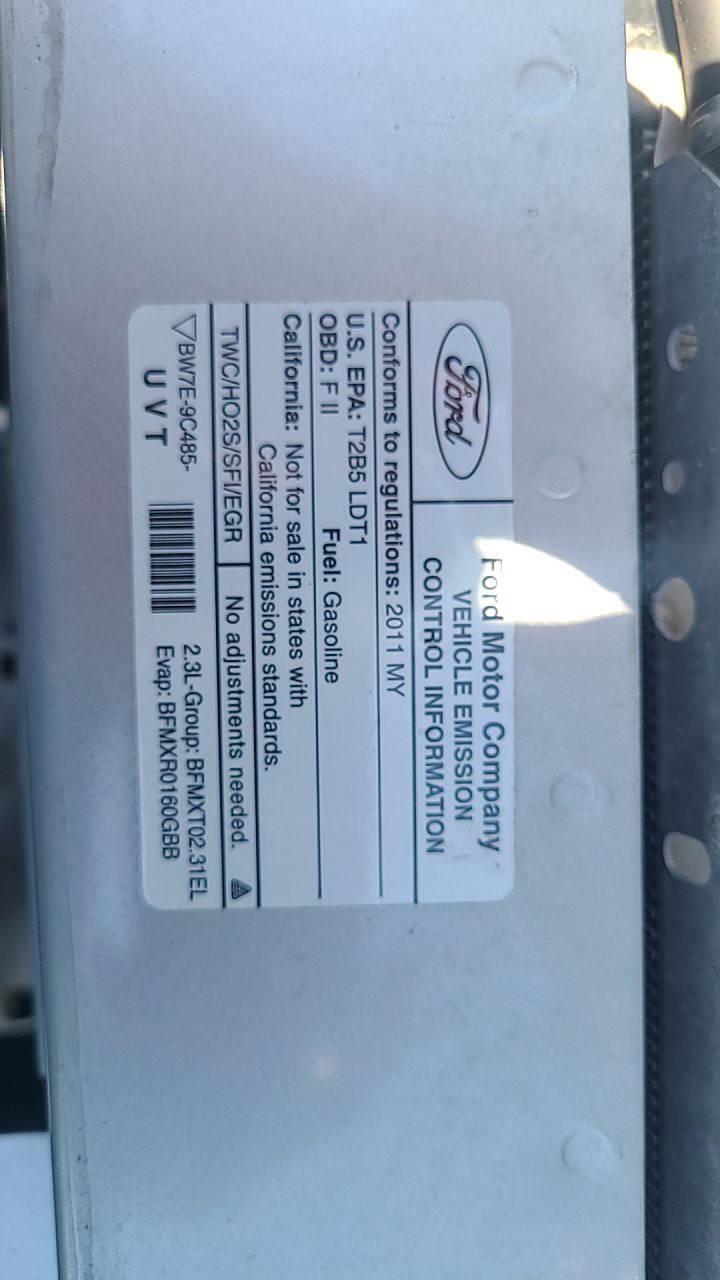 Ford
Ford Motor Company
VEHICLE EMISSION
CONTROL INFORMATION
Conforms to regulations: 2011 MY
U.S. EPA: T2B5 LDT1
OBD: F II Fuel: Gasoline
California: Not for sale in states with
California emissions standards.
TWC/HO2S/SFI/EGR No adjustments needed.
BW7E-9C485-
UVT
2.3L-Group: BFMXT02.31EL
Evap: BFMXR0160GBB